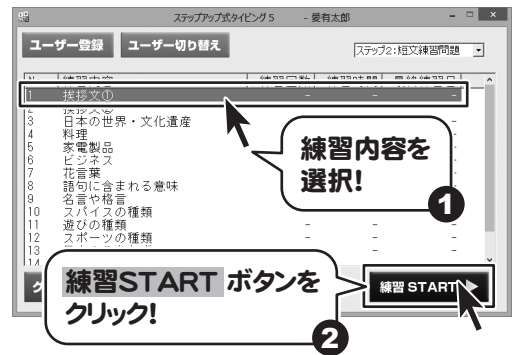 ステップアップ式タイピング5 - 愛有太郎
ユーザー登録 ユーザー切り替え
ステップ2:短文練習問題
1 挨拶文① - - -
3 日本の世界・文化遺産
4 料理
5 家電製品
6 ビジネス
7 花言葉
8 語句に含まれる意味
9 名言や格言
10 スパイスの種類
11 遊びの種類
12 スポーツの種類
13
14
練習内容を
選択!
1
練習STARTボタンを
クリック!
2
練習 START